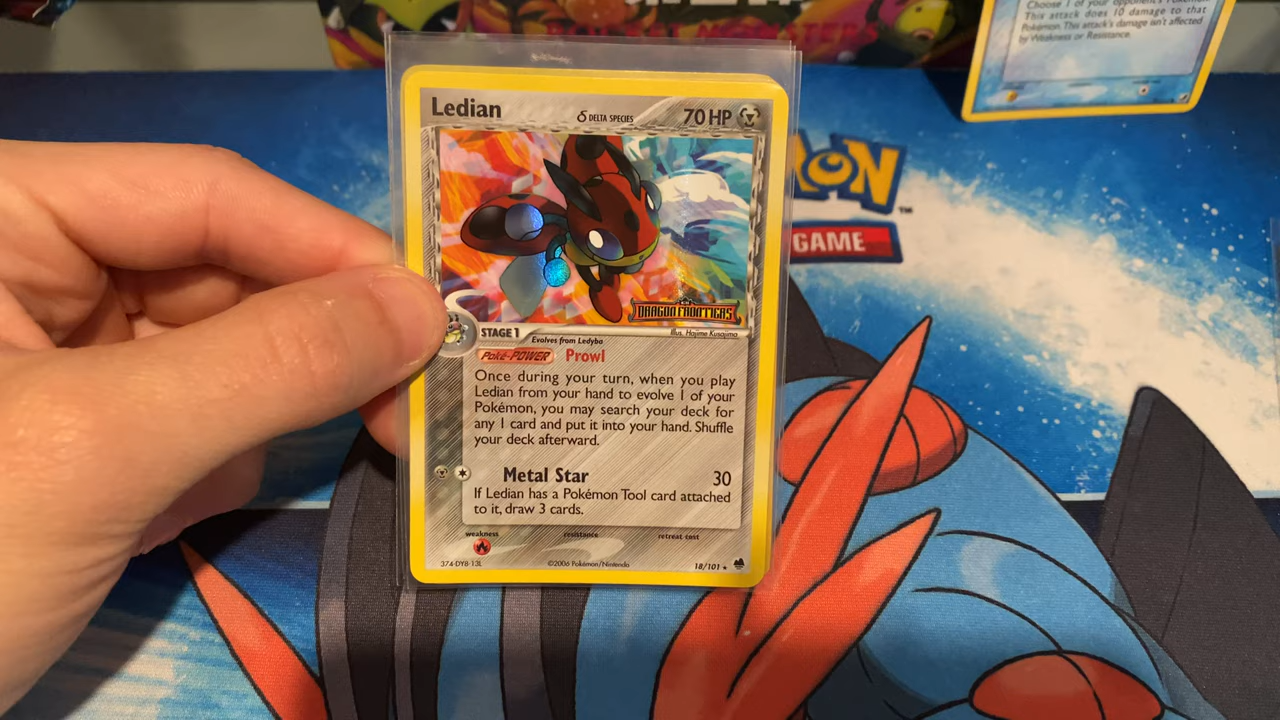 Choose 1 of your opponent's Pokémon.
This attack does 10 damage to that
Pokémon. This attack's damage isn't affected
by Weakness or Resistance.
Ledian
δ DELTA SPECIES
70 HP
DRAGON FRONTIERS
Illus. Hajime Kusajima
STAGE 1
Evolves from Ledyba
Poké-POWER Prowl
Once during your turn, when you play
Ledian from your hand to evolve 1 of your
Pokémon, you may search your deck for
any 1 card and put it into your hand. Shuffle
your deck afterward.
Metal Star 30
If Ledian has a Pokémon Tool card attached
to it, draw 3 cards.
weakness resistance retreat cost
374-DY8-13L ©2006 Pokémon/Nintendo 18/101 ★
MON™
GAME